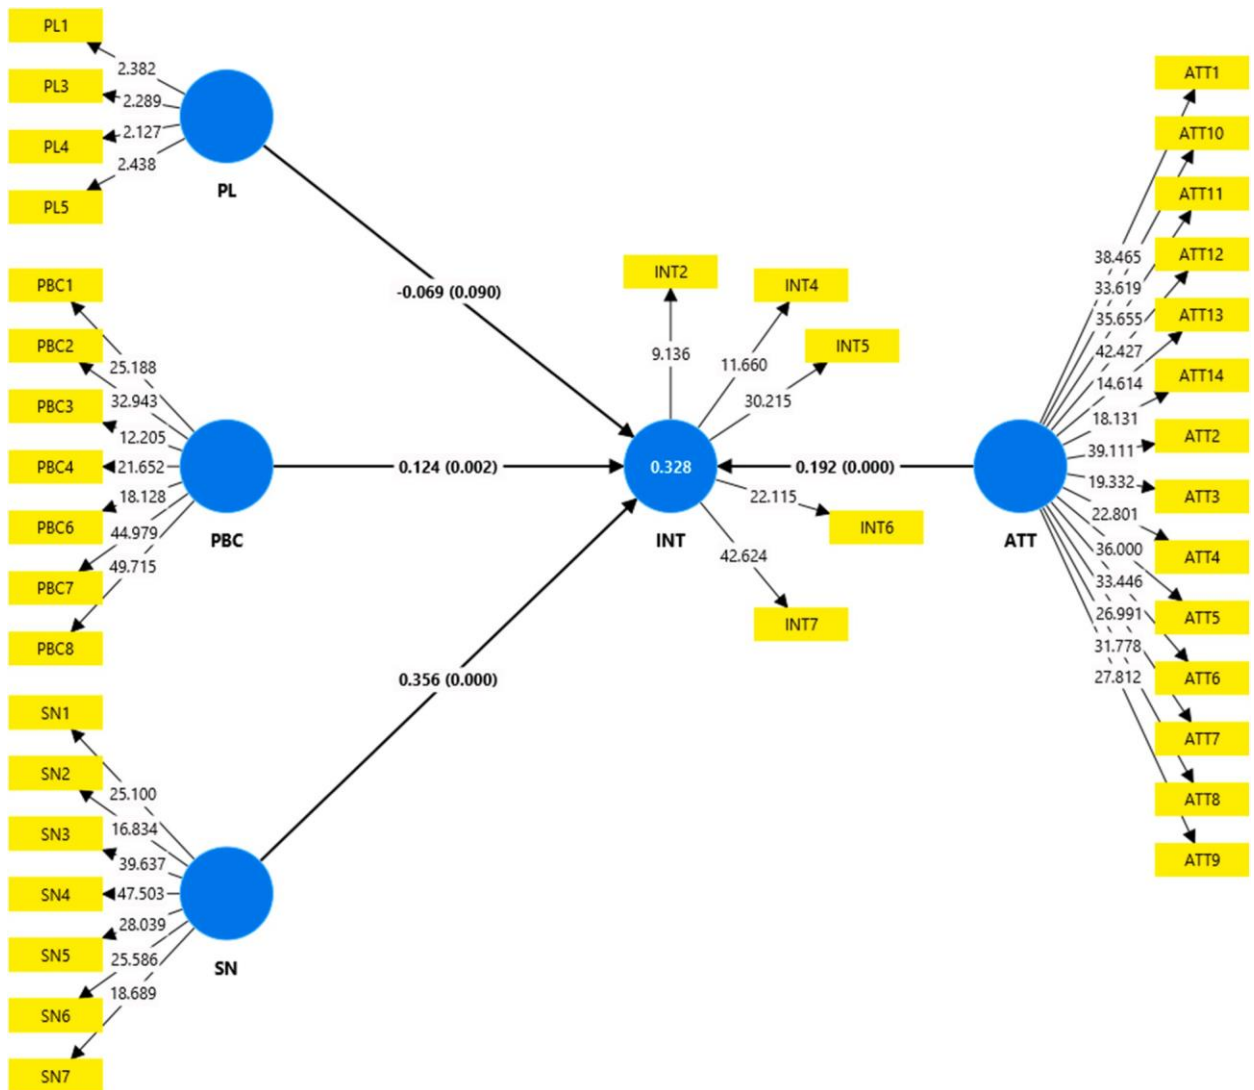 PL1
PL3
PL4
PL5
2.382
2.289
2.127
2.438
PL
-0.069 (0.090)
PBC1
PBC2
PBC3
PBC4
PBC6
PBC7
PBC8
25.188
32.943
12.205
21.652
18.128
44.979
49.715
PBC
0.124 (0.002)
SN1
SN2
SN3
SN4
SN5
SN6
SN7
25.100
16.834
39.637
47.503
28.039
25.586
18.689
SN
0.356 (0.000)
INT2
INT4
INT5
INT6
INT7
9.136
11.660
30.215
22.115
42.624
0.328
INT
0.192 (0.000)
ATT
38.465
33.619
35.655
42.427
14.614
18.131
39.111
19.332
22.801
36.000
33.446
26.991
31.778
27.812
ATT1
ATT10
ATT11
ATT12
ATT13
ATT14
ATT2
ATT3
ATT4
ATT5
ATT6
ATT7
ATT8
ATT9